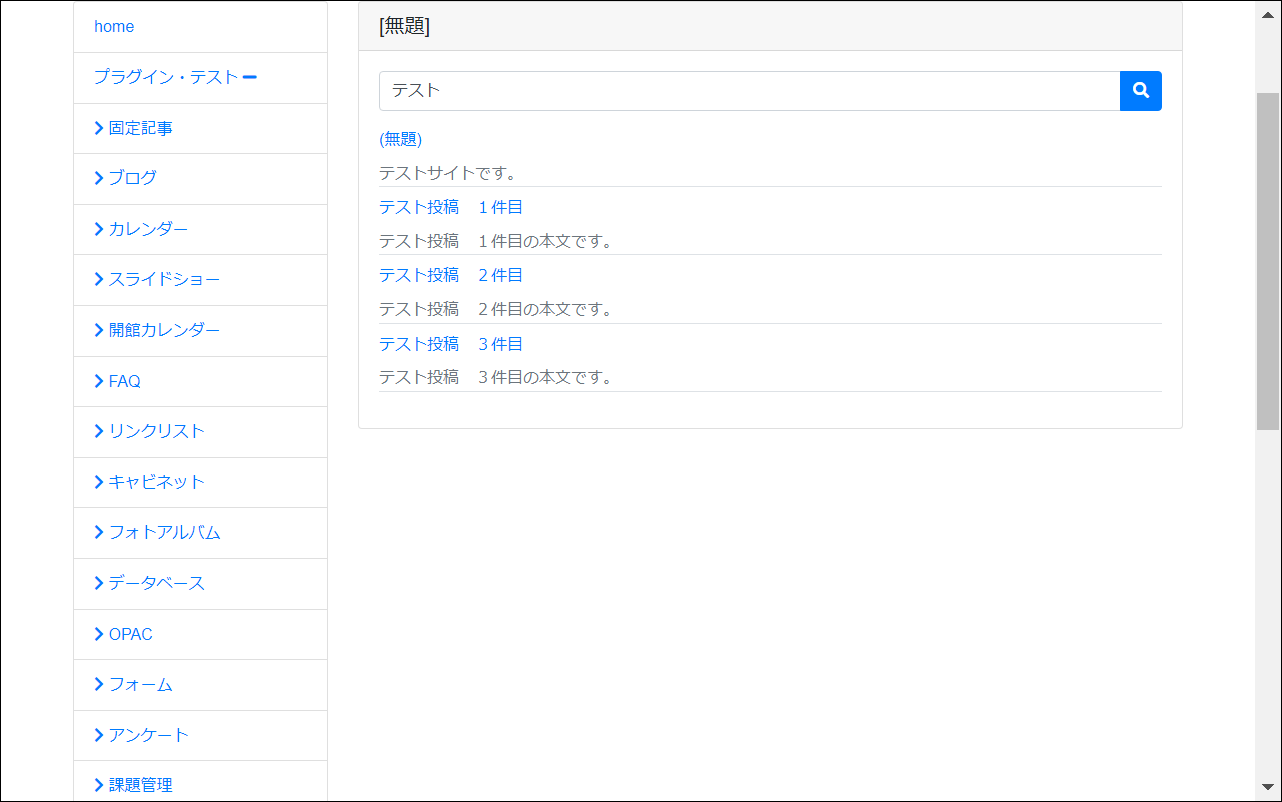 home
プラグイン・テスト
固定記事
ブログ
カレンダー
スライドショー
開館カレンダー
FAQ
リンクリスト
キャビネット
フォトアルバム
データベース
OPAC
フォーム
アンケート
課題管理
[無題]
テスト
(無題)
テストサイトです。
テスト投稿　１件目
テスト投稿　１件目の本文です。
テスト投稿　２件目
テスト投稿　２件目の本文です。
テスト投稿　３件目
テスト投稿　３件目の本文です。